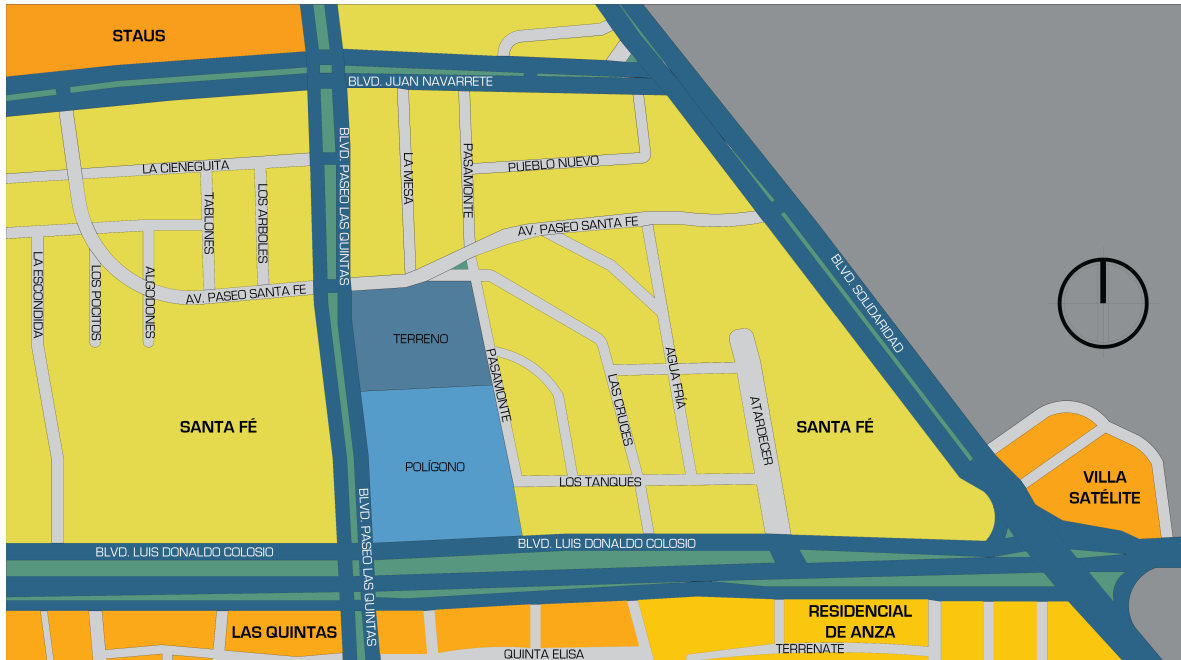 STAUS
BLVD. JUAN NAVARRETE
BLVD. PASEO LAS QUINTAS
LA CIENEGUITA
TABLONES
LOS ARBOLES
LA MESA
PASAMONTE
PUEBLO NUEVO
AV. PASEO SANTA FE
LA ESCONDIDA
LOS POCITOS
ALGODONES
AV. PASEO SANTA FE
BLVD. SOLIDARIDAD
TERRENO
PASAMONTE
LAS CRUCES
AGUA FRÍA
ATARDECER
SANTA FÉ
SANTA FÉ
POLÍGONO
LOS TANQUES
VILLA
SATÉLITE
BLVD. LUIS DONALDO COLOSIO
BLVD. PASEO LAS QUINTAS
BLVD. LUIS DONALDO COLOSIO
LAS QUINTAS
QUINTA ELISA
RESIDENCIAL
DE ANZA
TERRENATE